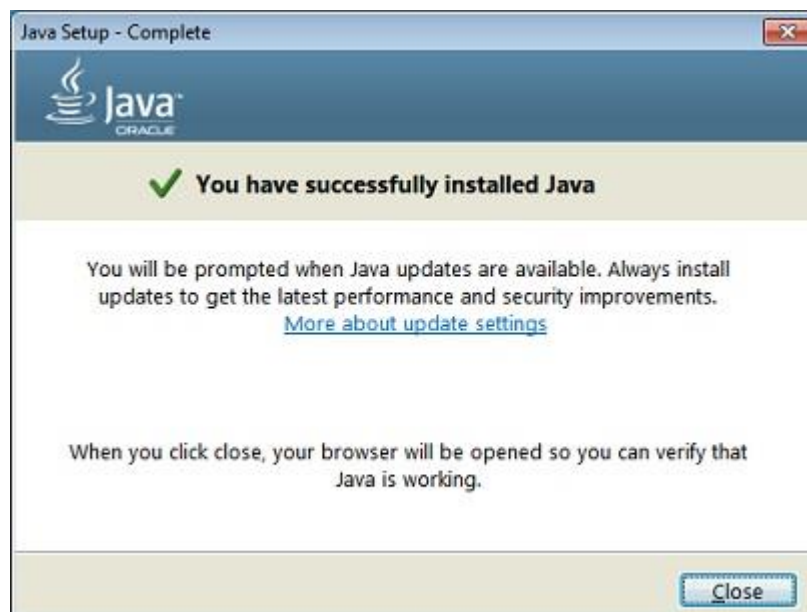 Java Setup - Complete
Java™
ORACLE
You have successfully installed Java
You will be prompted when Java updates are available. Always install
updates to get the latest performance and security improvements.
More about update settings
When you click close, your browser will be opened so you can verify that
Java is working.
Close